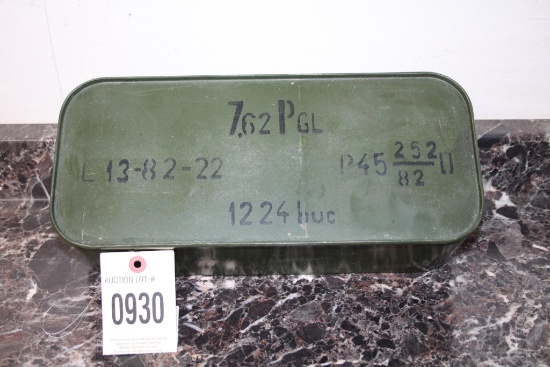 7,62 PGL
L 13-82-22
P45 252/82 П
1224 buc
AUCTION LOT #
0930